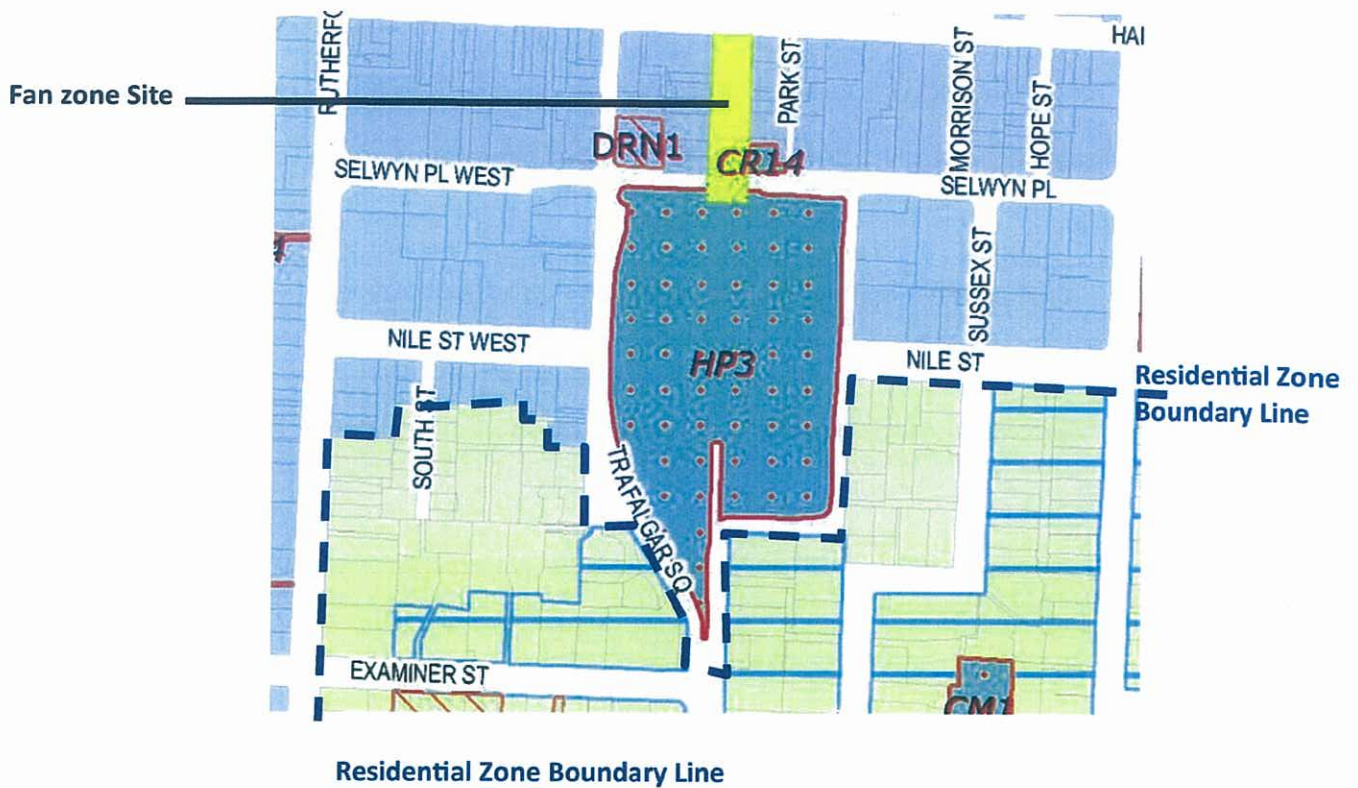 RUTHERFO
HAI
PARK ST
MORRISON ST
HOPE ST
Fan zone Site
DRN1
CR14
SELWYN PL WEST
SELWYN PL
SUSSEX ST
NILE ST WEST
HP3
NILE ST
Residential Zone
Boundary Line
SOUTH ST
TRAFALGAR SQ
EXAMINER ST
CM1
Residential Zone Boundary Line